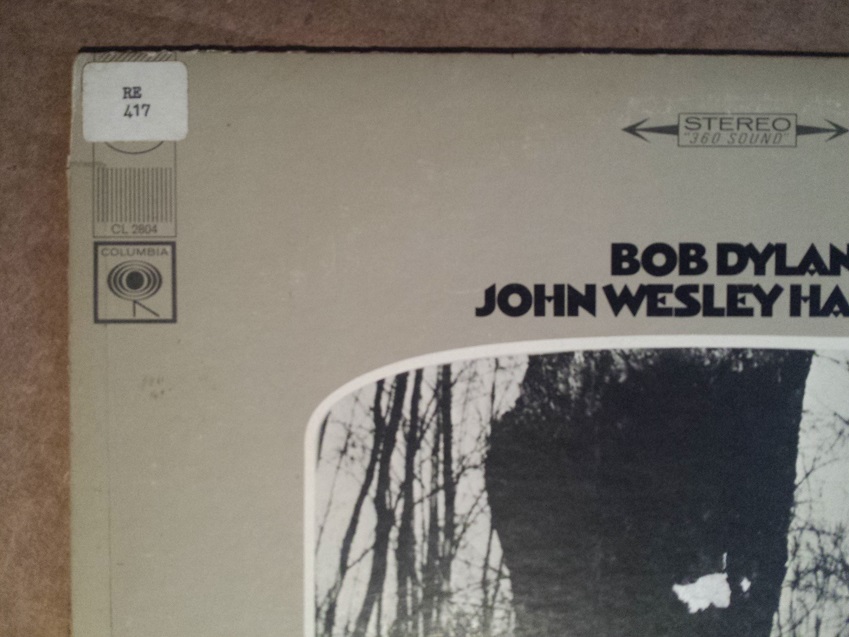 RE
417
STEREO
"360 SOUND"
CL 2804
COLUMBIA
BOB DYLAN
JOHN WESLEY HA